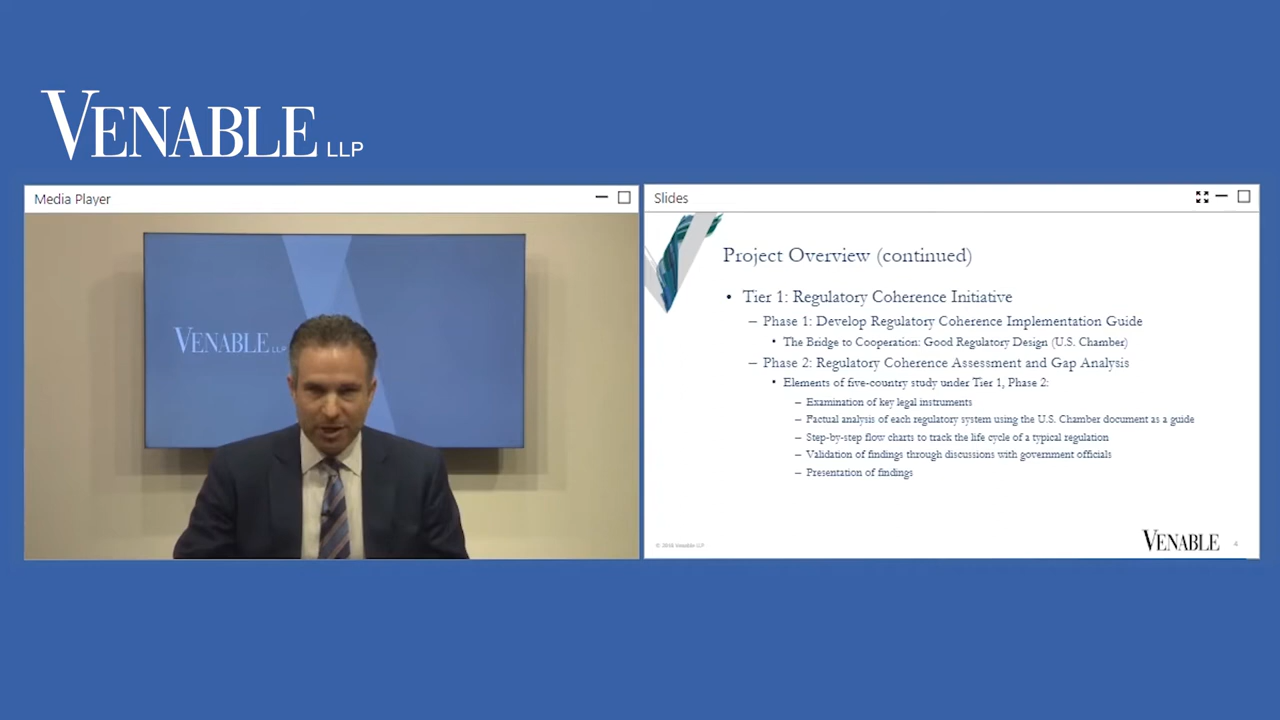 VENABLE LLP
Media Player
VENABLE LLP
Slides
Project Overview (continued)
• Tier 1: Regulatory Coherence Initiative
– Phase 1: Develop Regulatory Coherence Implementation Guide
• The Bridge to Cooperation: Good Regulatory Design (U.S. Chamber)
– Phase 2: Regulatory Coherence Assessment and Gap Analysis
• Elements of five-country study under Tier 1, Phase 2:
– Examination of key legal instruments
– Factual analysis of each regulatory system using the U.S. Chamber document as a guide
– Step-by-step flow charts to track the life cycle of a typical regulation
– Validation of findings through discussions with government officials
– Presentation of findings
© 2018 Venable LLP
VENABLE
4